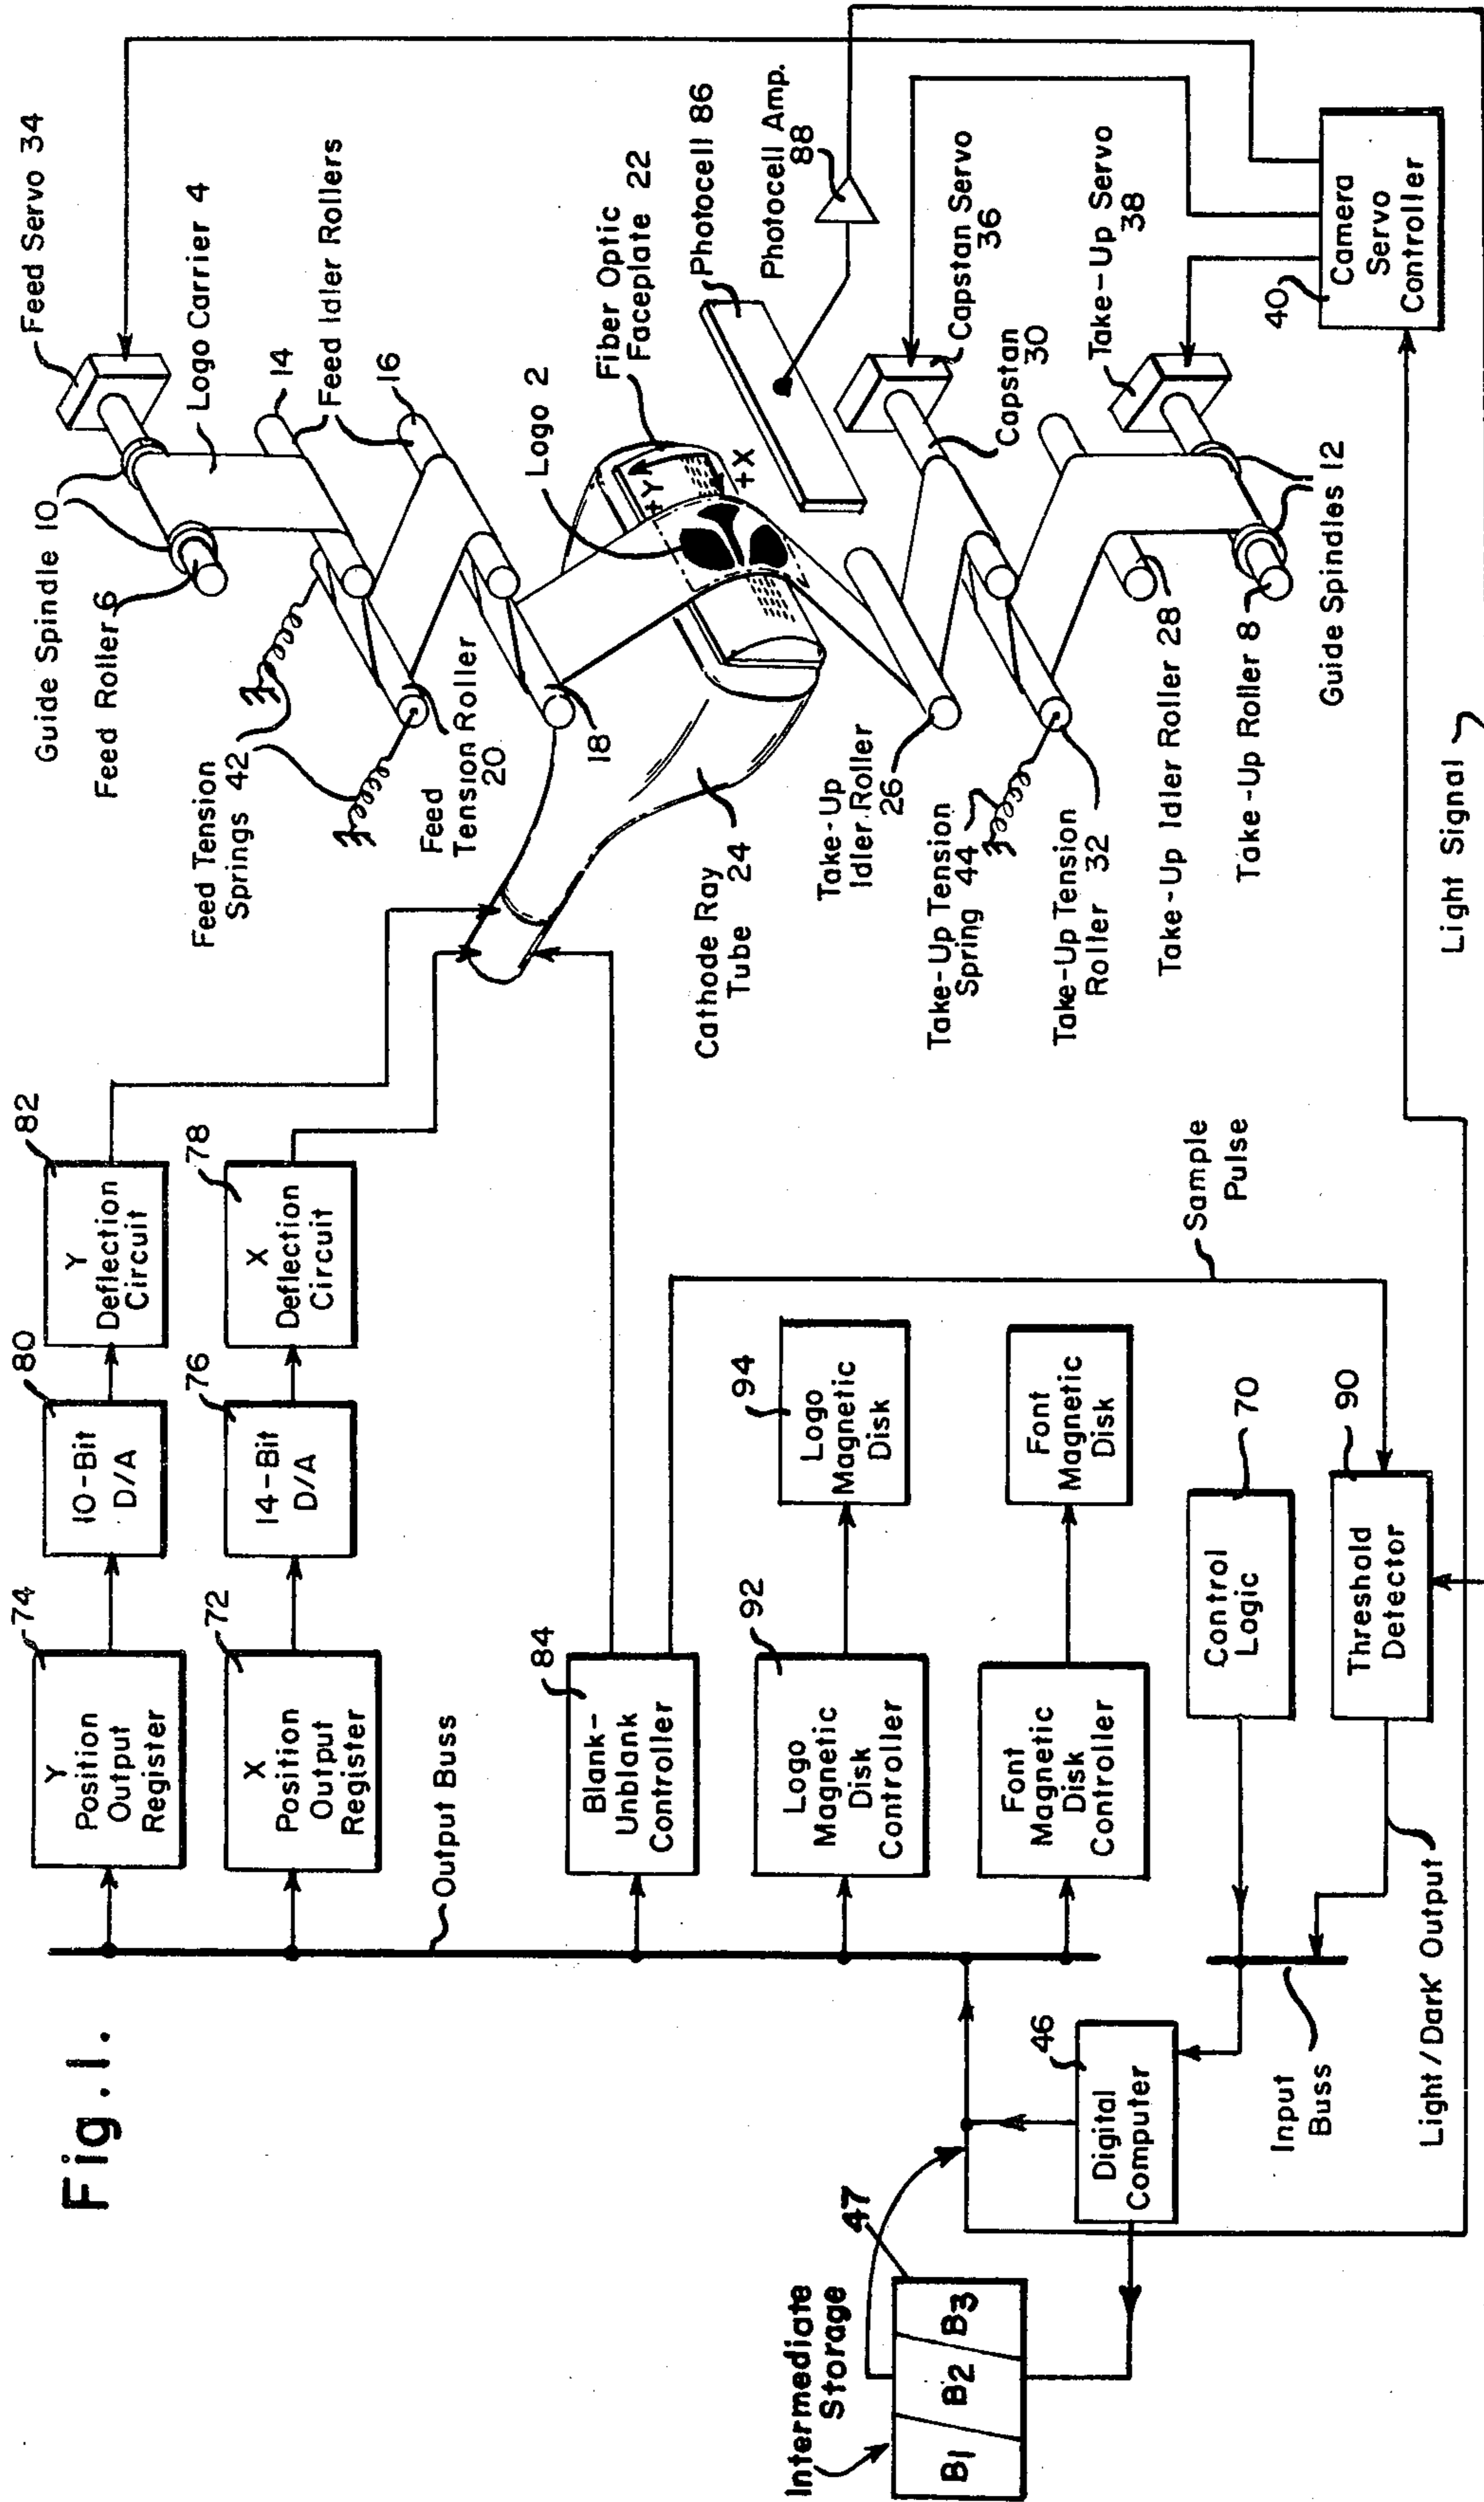 Fig. 1.
74
Y
Position
Output
Register
80
10-Bit
D/A
82
Y
Deflection
Circuit
72
X
Position
Output
Register
76
14-Bit
D/A
78
X
Deflection
Circuit
Output Buss
84
Blank-
Unblank
Controller
92
Logo
Magnetic
Disk
Controller
94
Logo
Magnetic
Disk
Font
Magnetic
Disk
Controller
Font
Magnetic
Disk
Sample
Pulse
Control
Logic
70
Threshold
Detector
90
Intermediate
Storage
47
B1
B2
B3
46
Digital
Computer
Input
Buss
Light/Dark Output
Guide Spindle 10
Feed Roller 6
Feed Servo 34
Logo Carrier 4
14
Feed Idler Rollers
16
Feed Tension
Springs 42
Feed
Tension Roller
20
18
Logo 2
Fiber Optic
Faceplate 22
+Y
+X
Photocell 86
Photocell Amp.
88
Cathode Ray
Tube 24
Take-Up
Idler Roller
26
Capstan Servo
36
Capstan
30
Take-Up Tension
Spring 44
Take-Up Tension
Roller 32
Take-Up Servo
38
Take-Up Idler Roller 28
Take-Up Roller 8
Guide Spindles 12
40
Camera
Servo
Controller
Light Signal